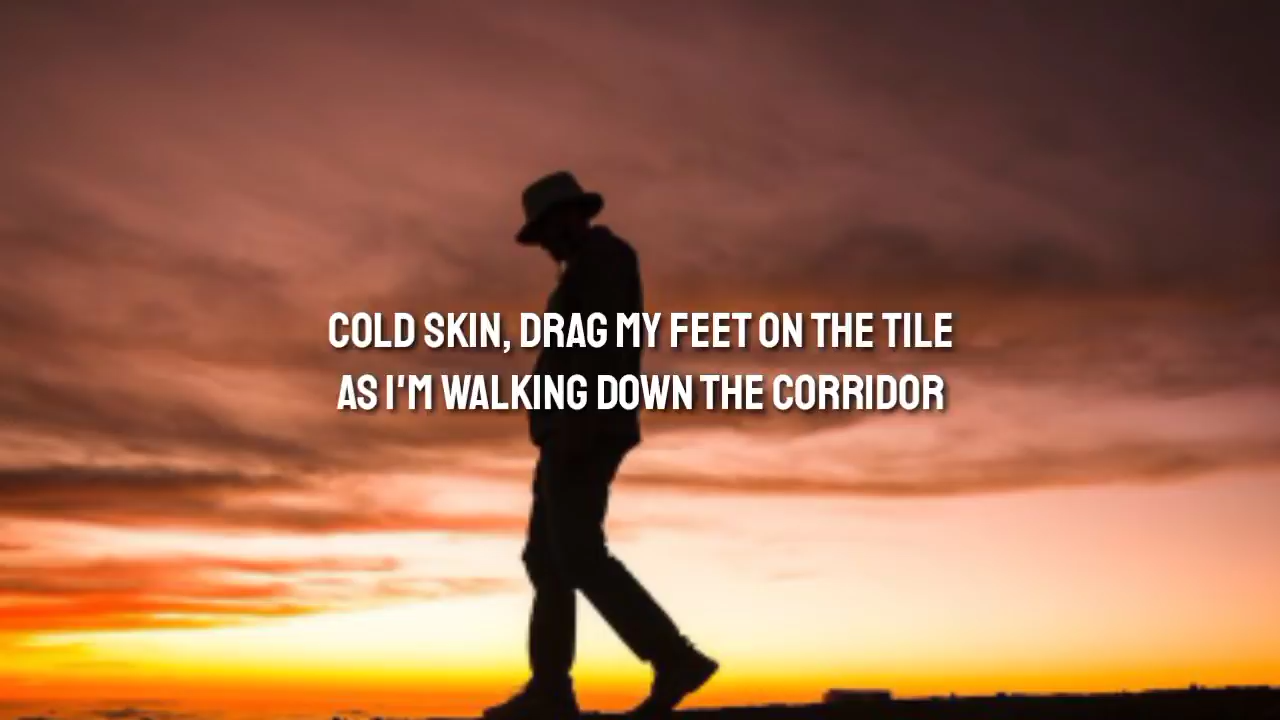 COLD SKIN, DRAG MY FEET ON THE TILE
AS I'M WALKING DOWN THE CORRIDOR